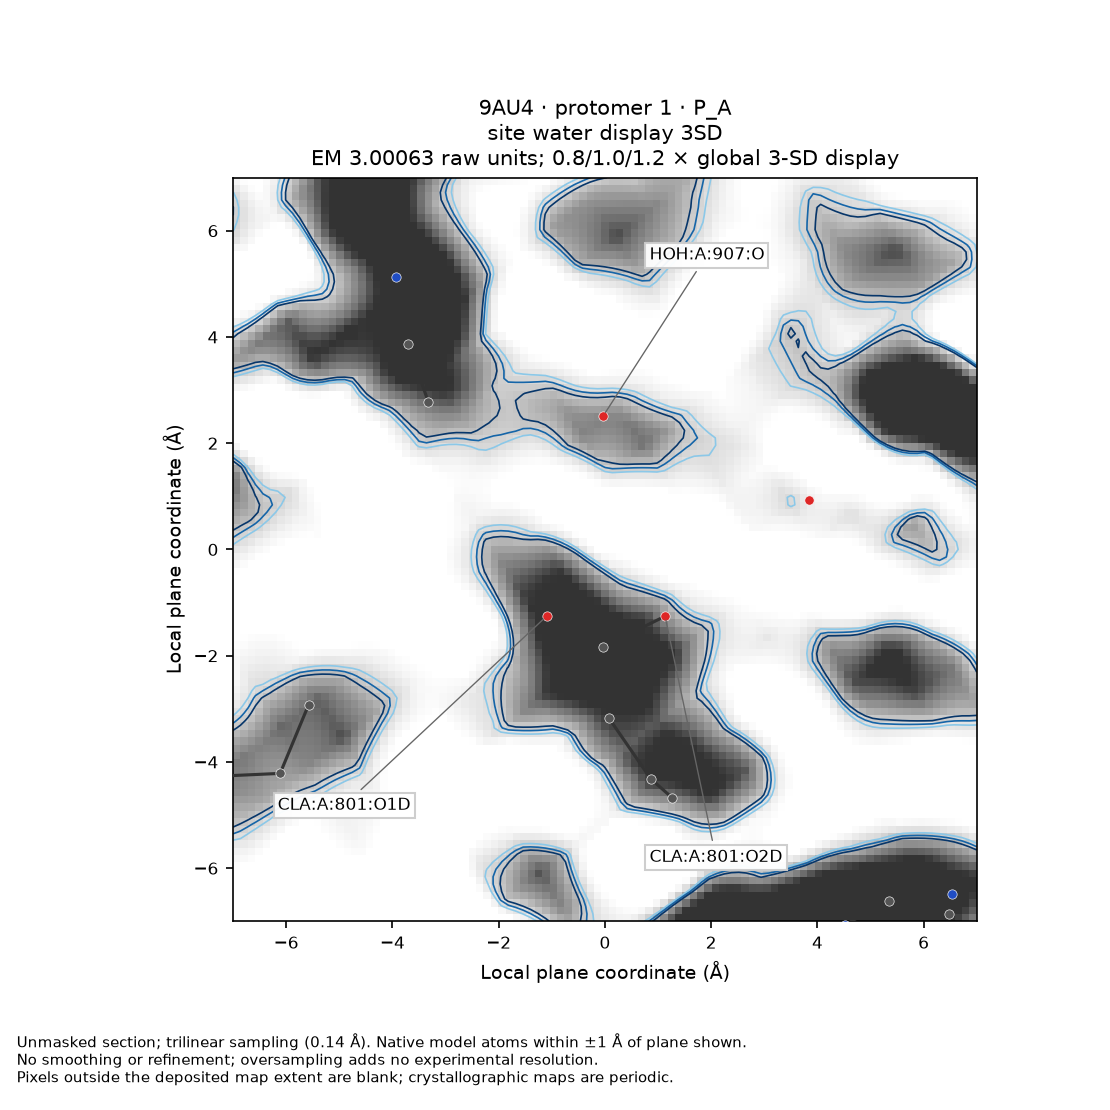 9AU4 · protomer 1 · P_A
site water display 3SD
EM 3.00063 raw units; 0.8/1.0/1.2 × global 3-SD display
HOH:A:907:O
CLA:A:801:O1D
CLA:A:801:O2D
6
4
2
0
−2
−4
−6
Local plane coordinate (Å)
−6 −4 −2 0 2 4 6
Local plane coordinate (Å)
Unmasked section; trilinear sampling (0.14 Å). Native model atoms within ±1 Å of plane shown.
No smoothing or refinement; oversampling adds no experimental resolution.
Pixels outside the deposited map extent are blank; crystallographic maps are periodic.